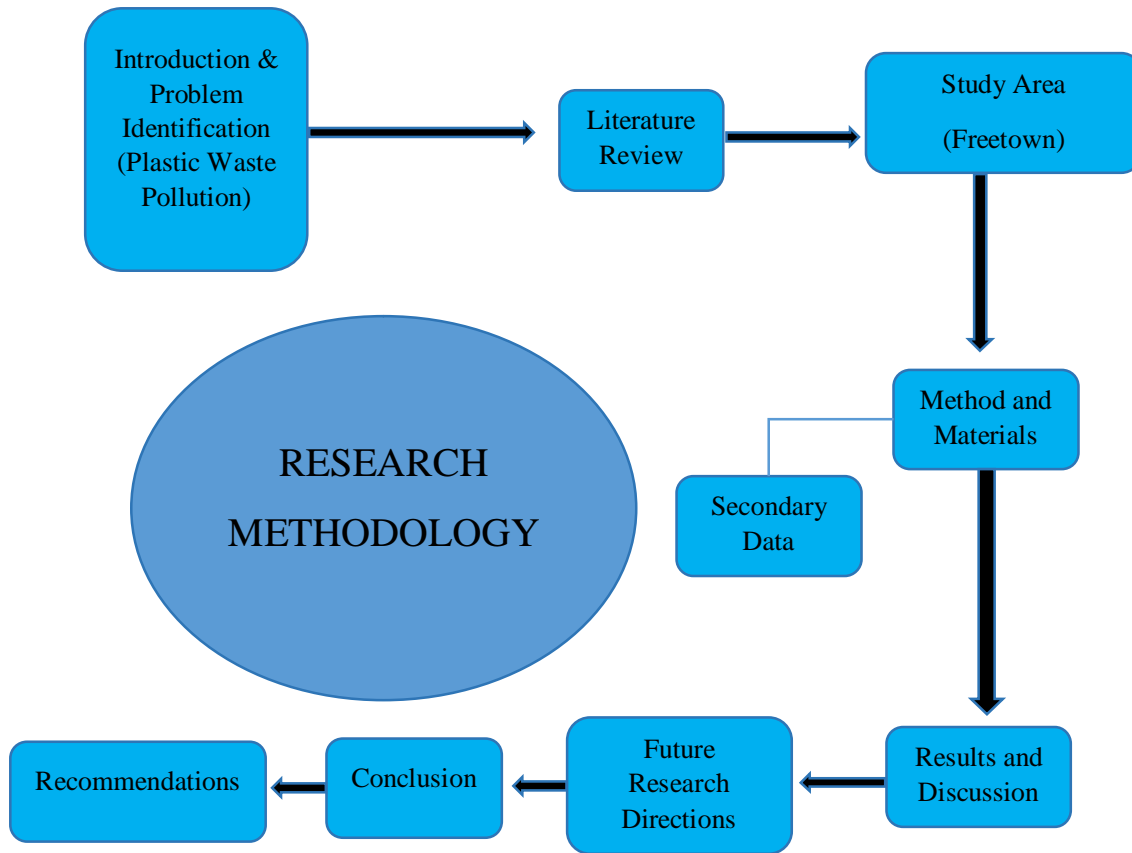 Introduction &
Problem
Identification
(Plastic Waste
Pollution)
Literature
Review
Study Area
(Freetown)
Method and
Materials
Secondary
Data
RESEARCH
METHODOLOGY
Results and
Discussion
Future
Research
Directions
Conclusion
Recommendations